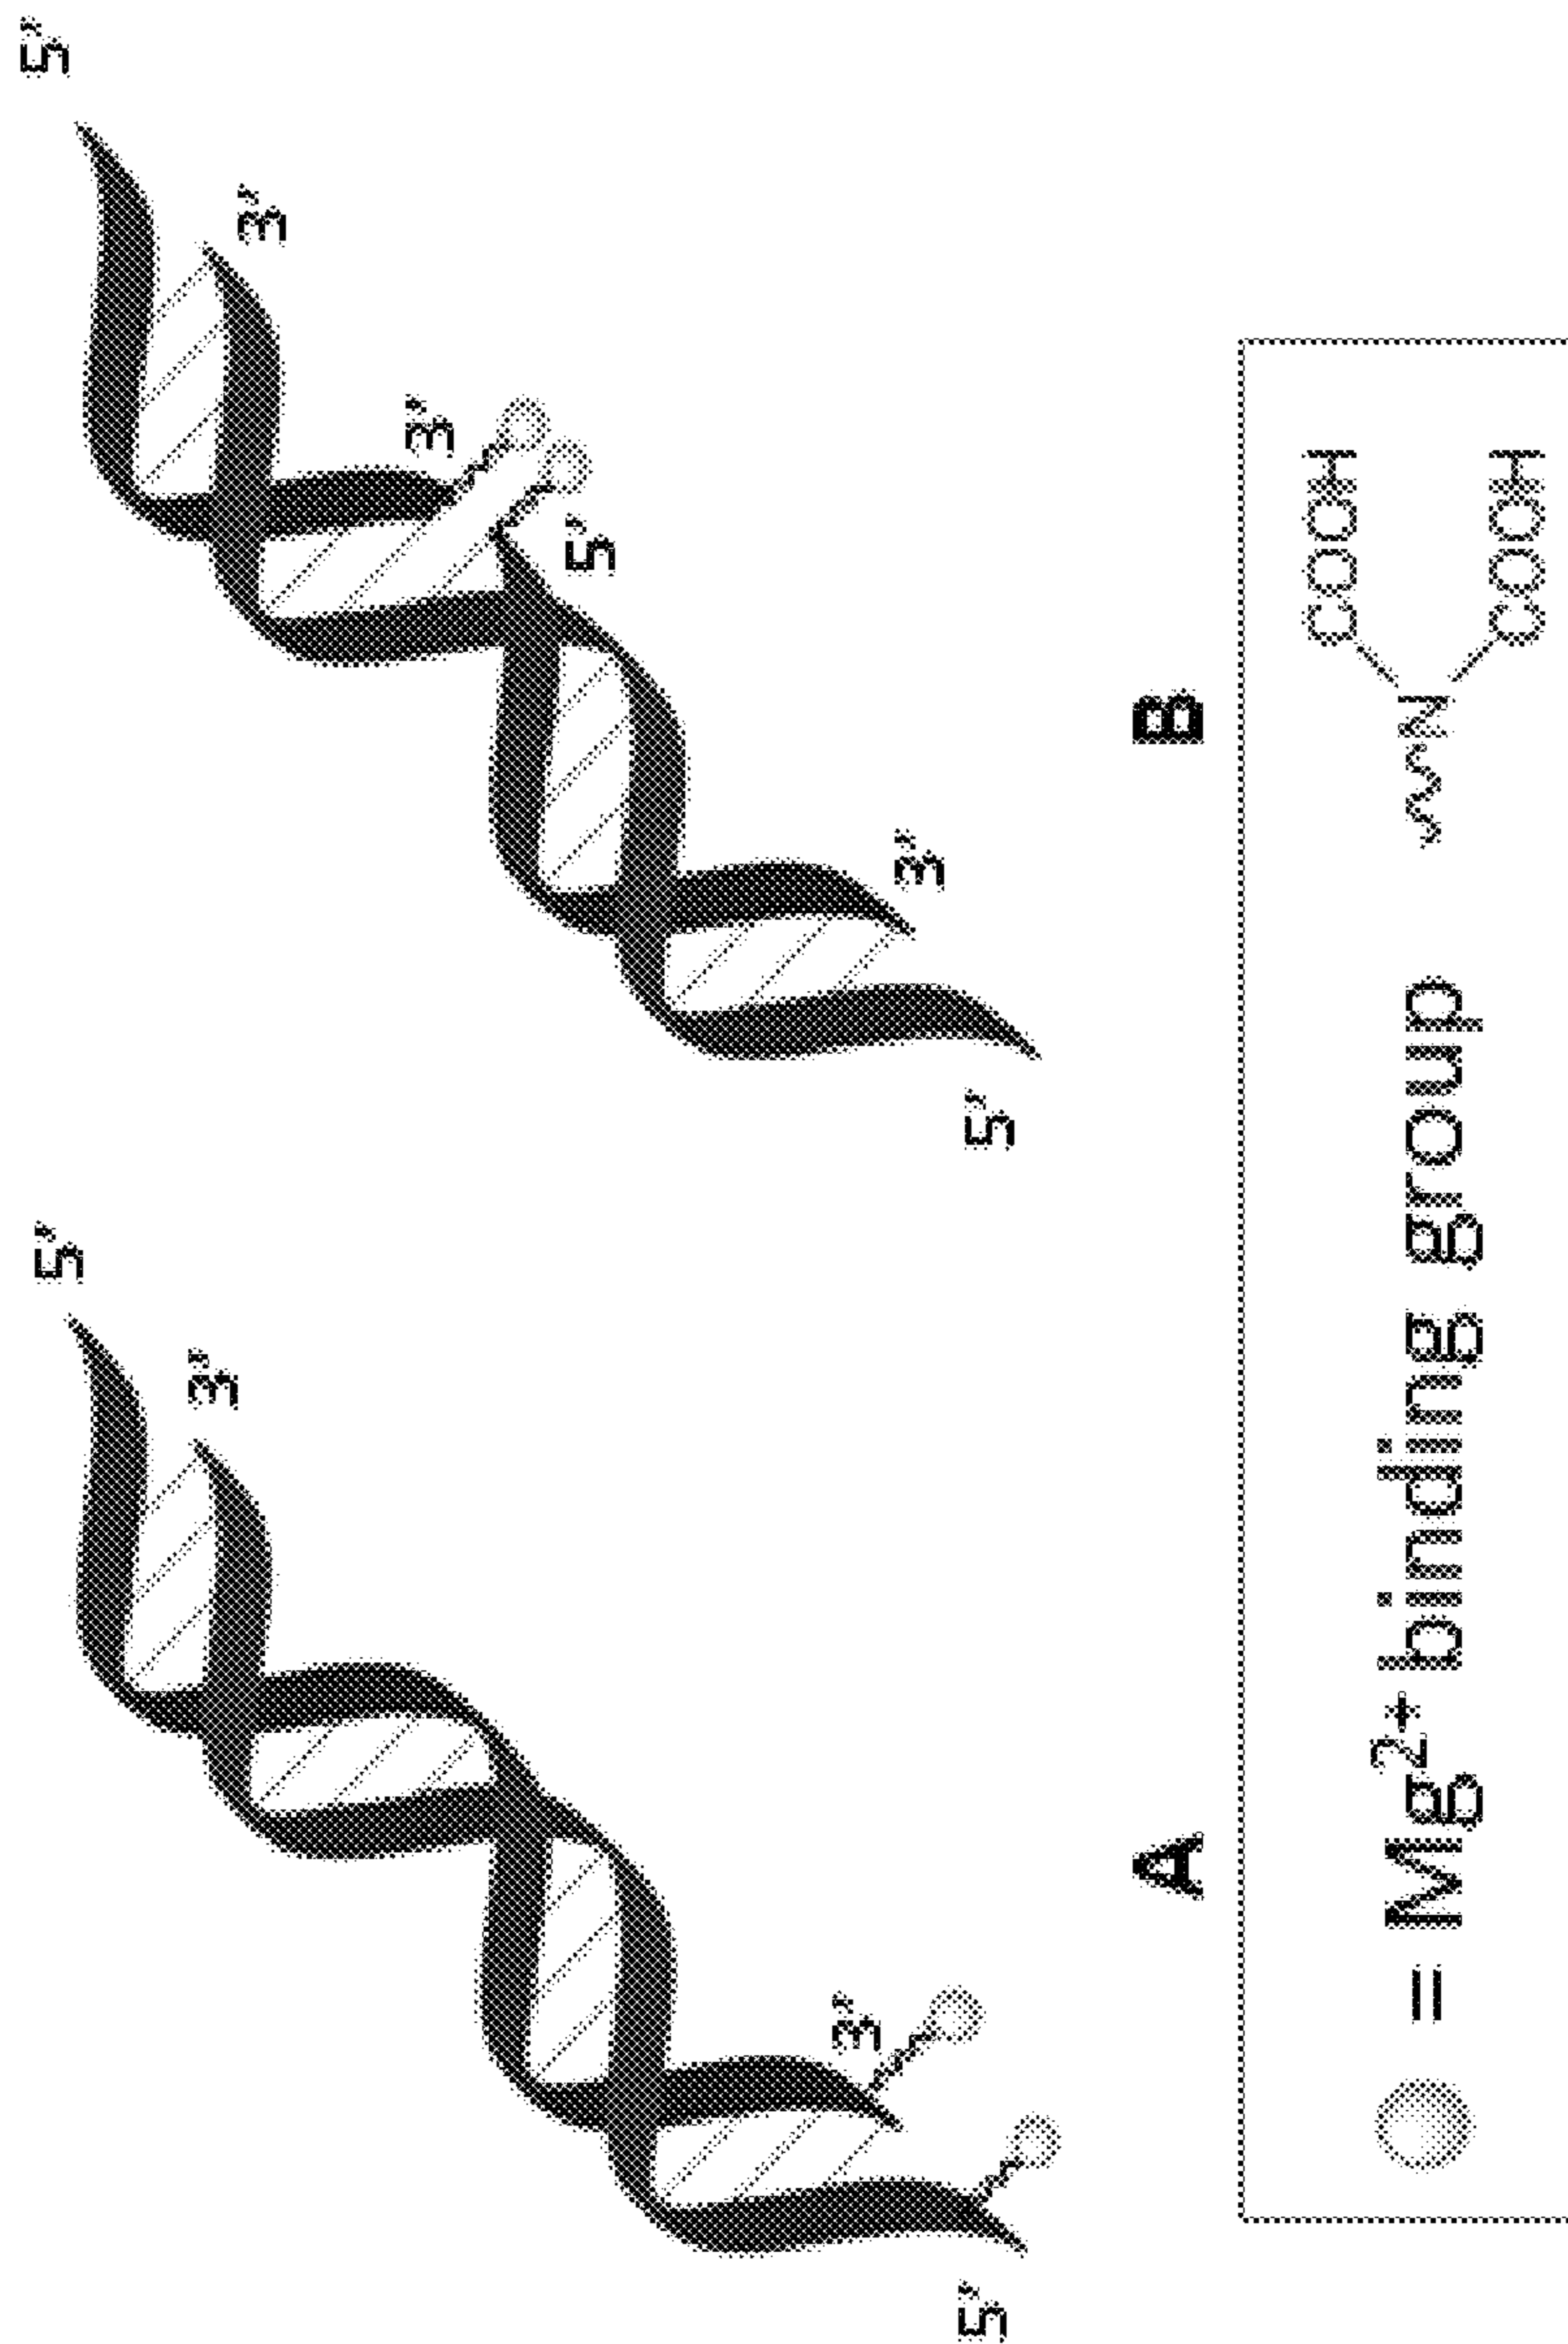 5'
3'
3'
5'
A
5'
3'
3'
5'
3'
5'
B
= Mg²⁺ binding group
COOH
N
COOH